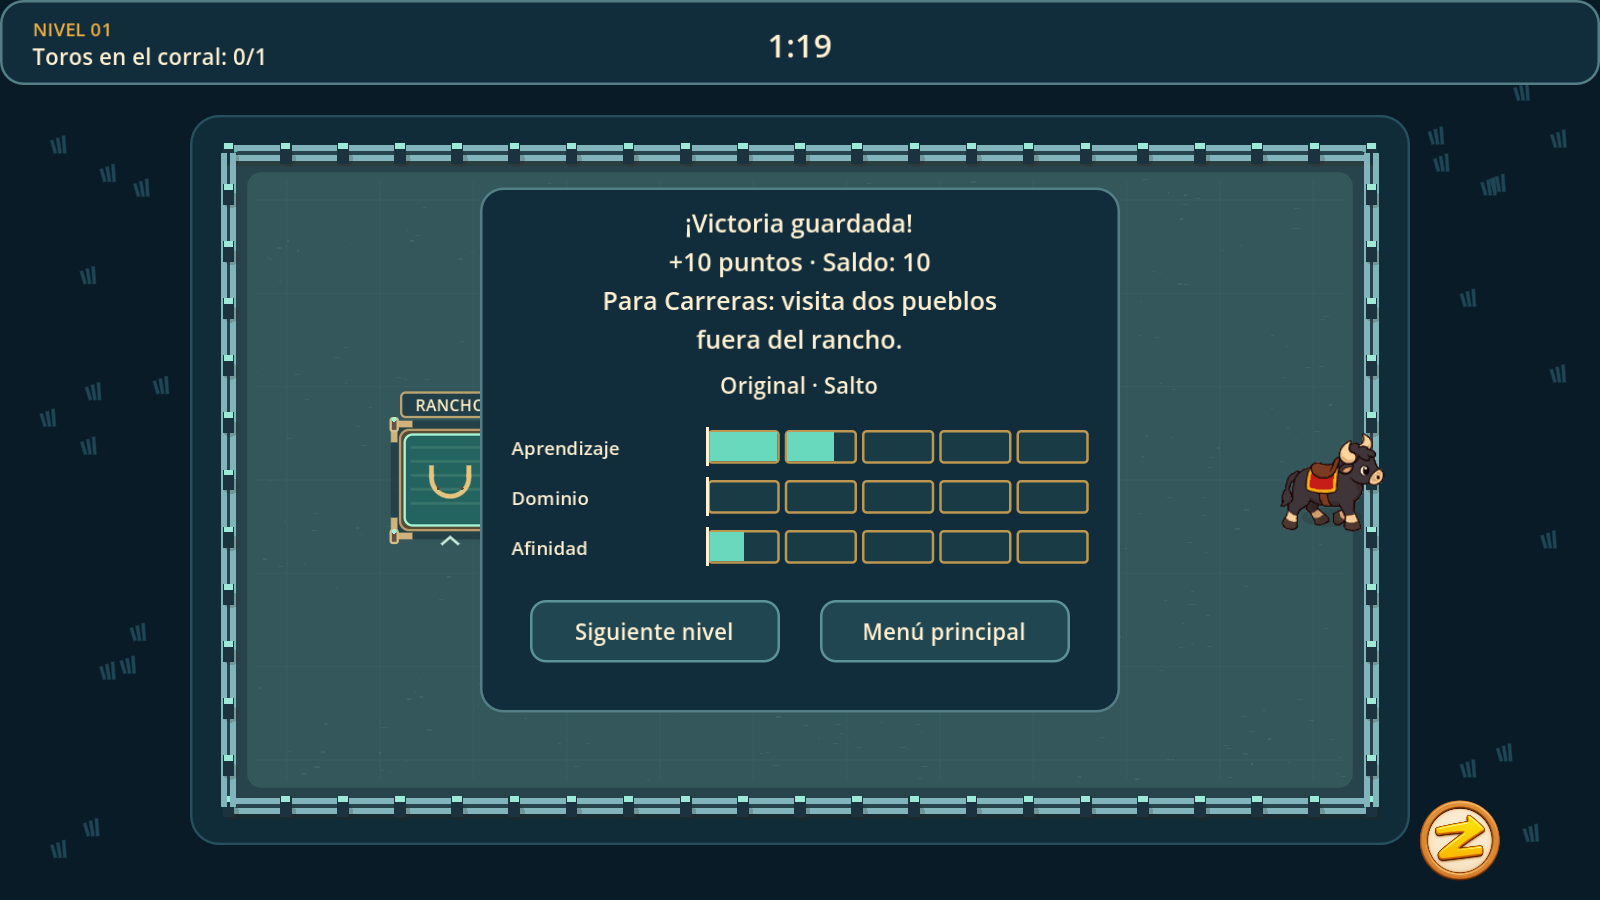 NIVEL 01
Toros en el corral: 0/1
1:19
¡Victoria guardada!
+10 puntos · Saldo: 10
Para Carreras: visita dos pueblos
fuera del rancho.
Original · Salto
RANCHO
Aprendizaje
Dominio
Afinidad
Siguiente nivel
Menú principal